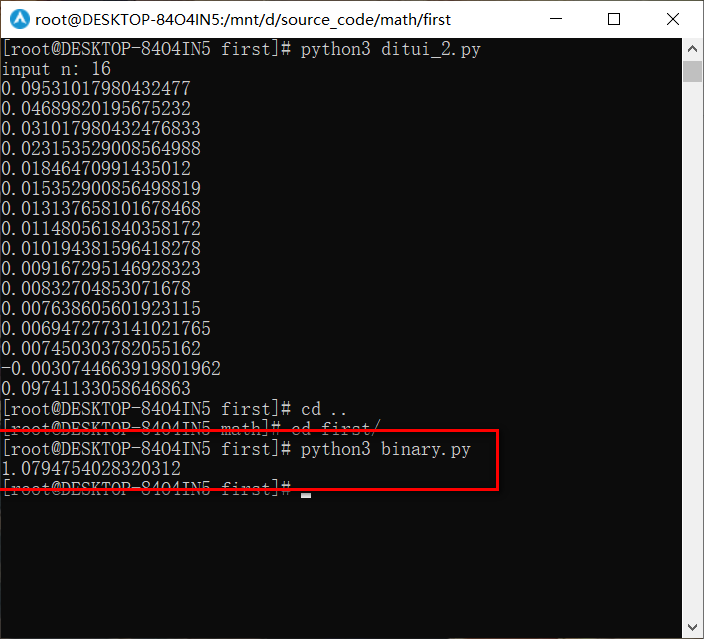 root@DESKTOP-84O4IN5:/mnt/d/source_code/math/first
[root@DESKTOP-84O4IN5 first]# python3 ditui_2.py
input n: 16
0.09531017980432477
0.04689820195675232
0.031017980432476833
0.023153529008564988
0.01846470991435012
0.015352900856498819
0.013137658101678468
0.011480561840358172
0.010194381596418278
0.009167295146928323
0.00832704853071678
0.007638605601923115
0.0069472773141021765
0.007450303782055162
-0.0030744663919801962
0.09741133058646863
[root@DESKTOP-84O4IN5 first]# cd ..
[root@DESKTOP-84O4IN5 math]# cd first/
[root@DESKTOP-84O4IN5 first]# python3 binary.py
1.0794754028320312
[root@DESKTOP-84O4IN5 first]#